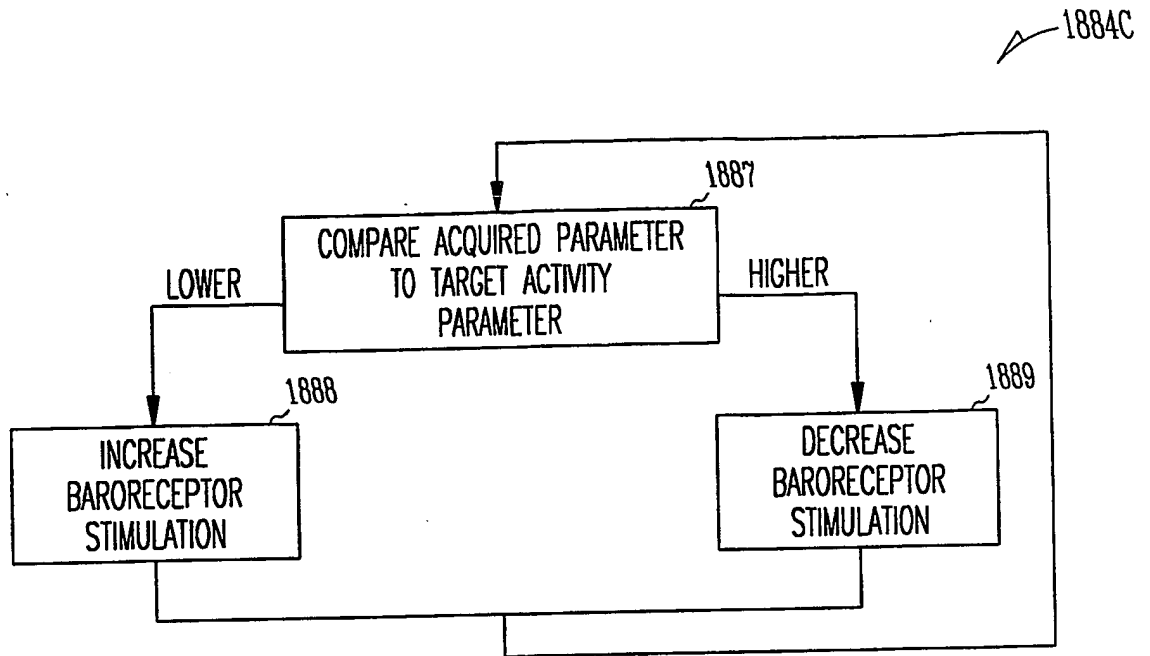 1884C
1887
COMPARE ACQUIRED PARAMETER
TO TARGET ACTIVITY
PARAMETER
LOWER
HIGHER
1888
INCREASE
BARORECEPTOR
STIMULATION
1889
DECREASE
BARORECEPTOR
STIMULATION